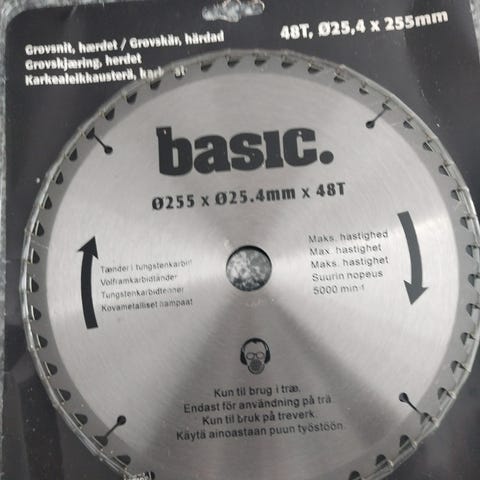 Grovsnit, hærdet / Grovskär, härdad
Grovskjæring, herdet
Karkealeikkausterä,
48T, Ø25,4 x 255mm
basic.
Ø255 x Ø25.4mm x 48T
Tænder i tungstenkarbit
Volframkarbidtänder
Tungstenkarbidtenner
Kovametalliset hampaat
Maks. hastighed
Max. hastighet
Maks. hastighet
Suurin nopeus
5000 min-1
Kun til brug i træ.
Endast för användning på trä.
Kun til bruk på treverk.
Käytä ainoastaan puun työstöön.